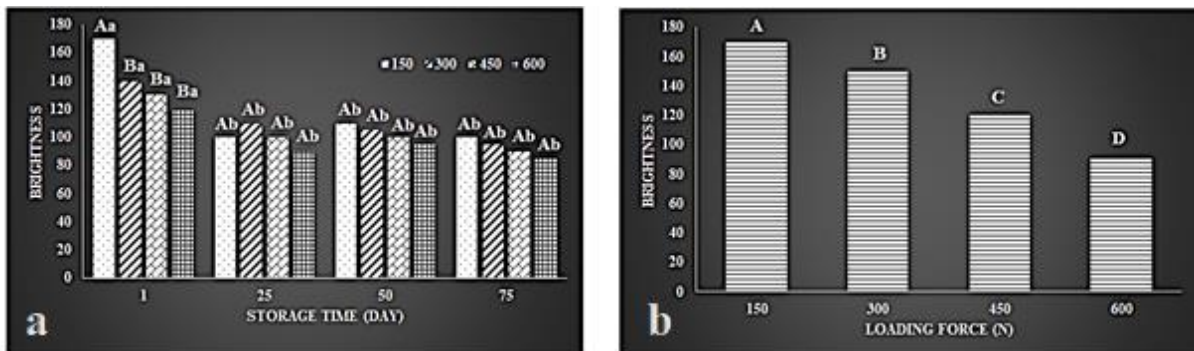 180
160
140
120
100
80
60
40
20
0
BRIGHTNESS
Aa
Ba
Ba
Ba
150 300 450 600
Ab Ab Ab Ab
Ab Ab Ab Ab
Ab Ab Ab Ab
1 25 50 75
STORAGE TIME (DAY)
a
180
160
140
120
100
80
60
40
20
0
BRIGHTNESS
A
B
C
D
150 300 450 600
LOADING FORCE (N)
b